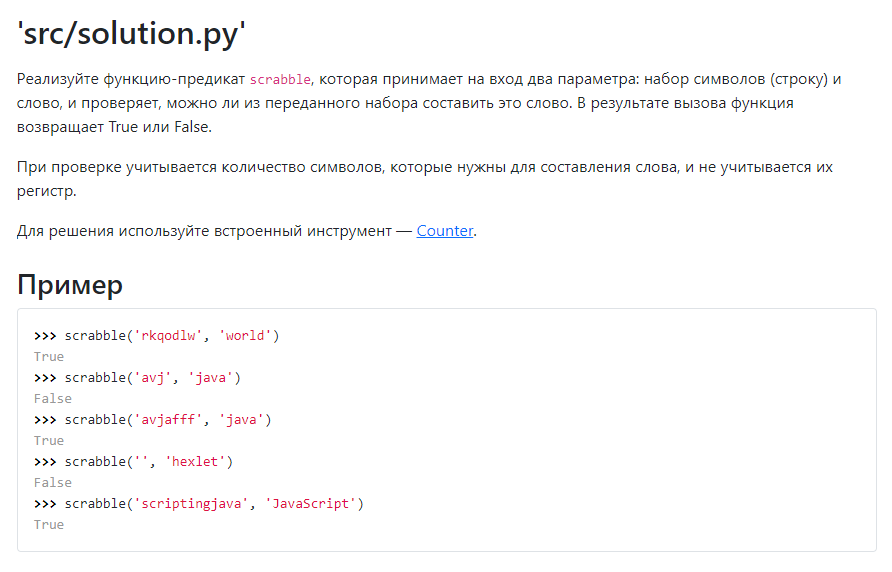 'src/solution.py'
Реализуйте функцию-предикат scrabble, которая принимает на вход два параметра: набор символов (строку) и
слово, и проверяет, можно ли из переданного набора составить это слово. В результате вызова функция
возвращает True или False.
При проверке учитывается количество символов, которые нужны для составления слова, и не учитывается их
регистр.
Для решения используйте встроенный инструмент — Counter.
Пример
>>> scrabble('rkqodlw', 'world')
True
>>> scrabble('avj', 'java')
False
>>> scrabble('avjafff', 'java')
True
>>> scrabble('', 'hexlet')
False
>>> scrabble('scriptingjava', 'JavaScript')
True